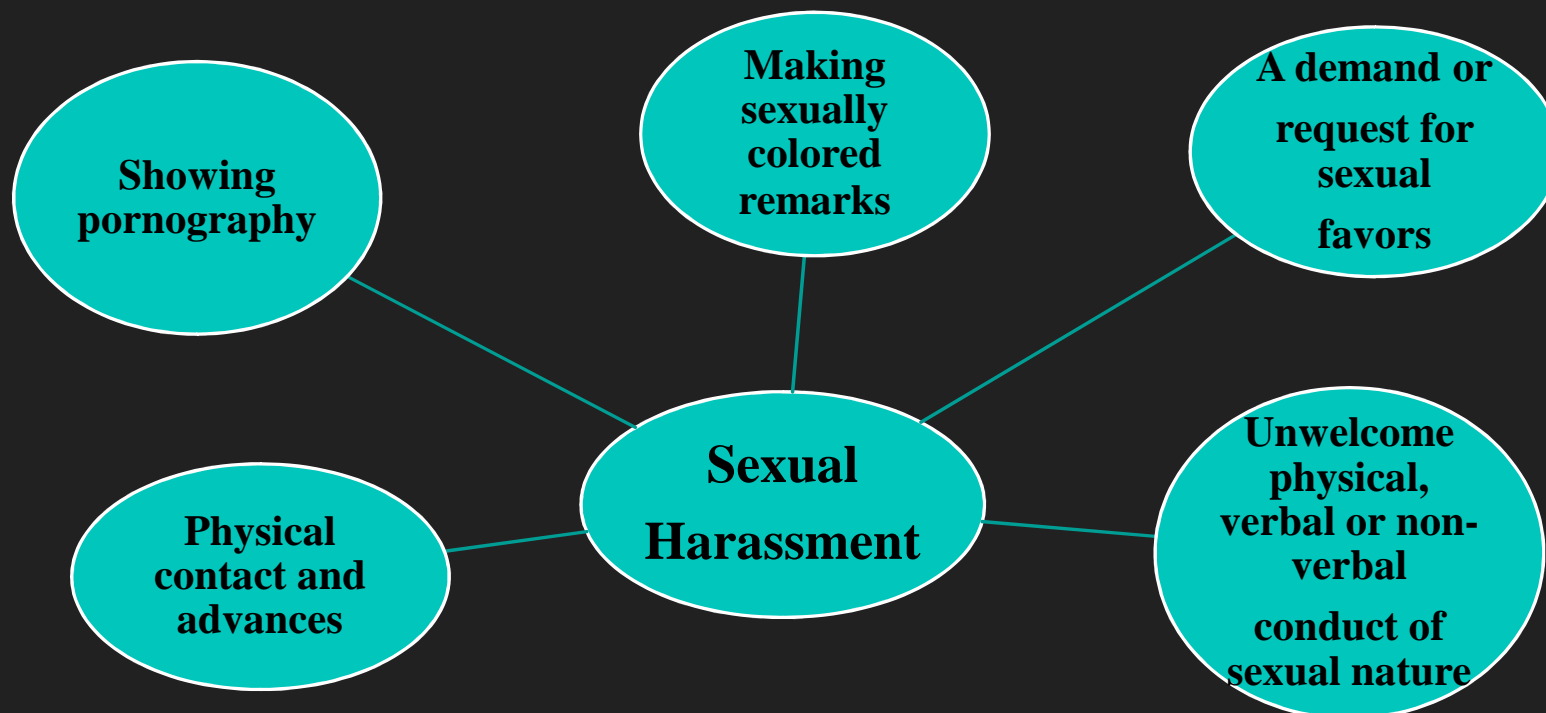 Showing
pornography
Making
sexually
colored
remarks
A demand or
request for
sexual
favors
Sexual
Harassment
Physical
contact and
advances
Unwelcome
physical,
verbal or non-
verbal
conduct of
sexual nature